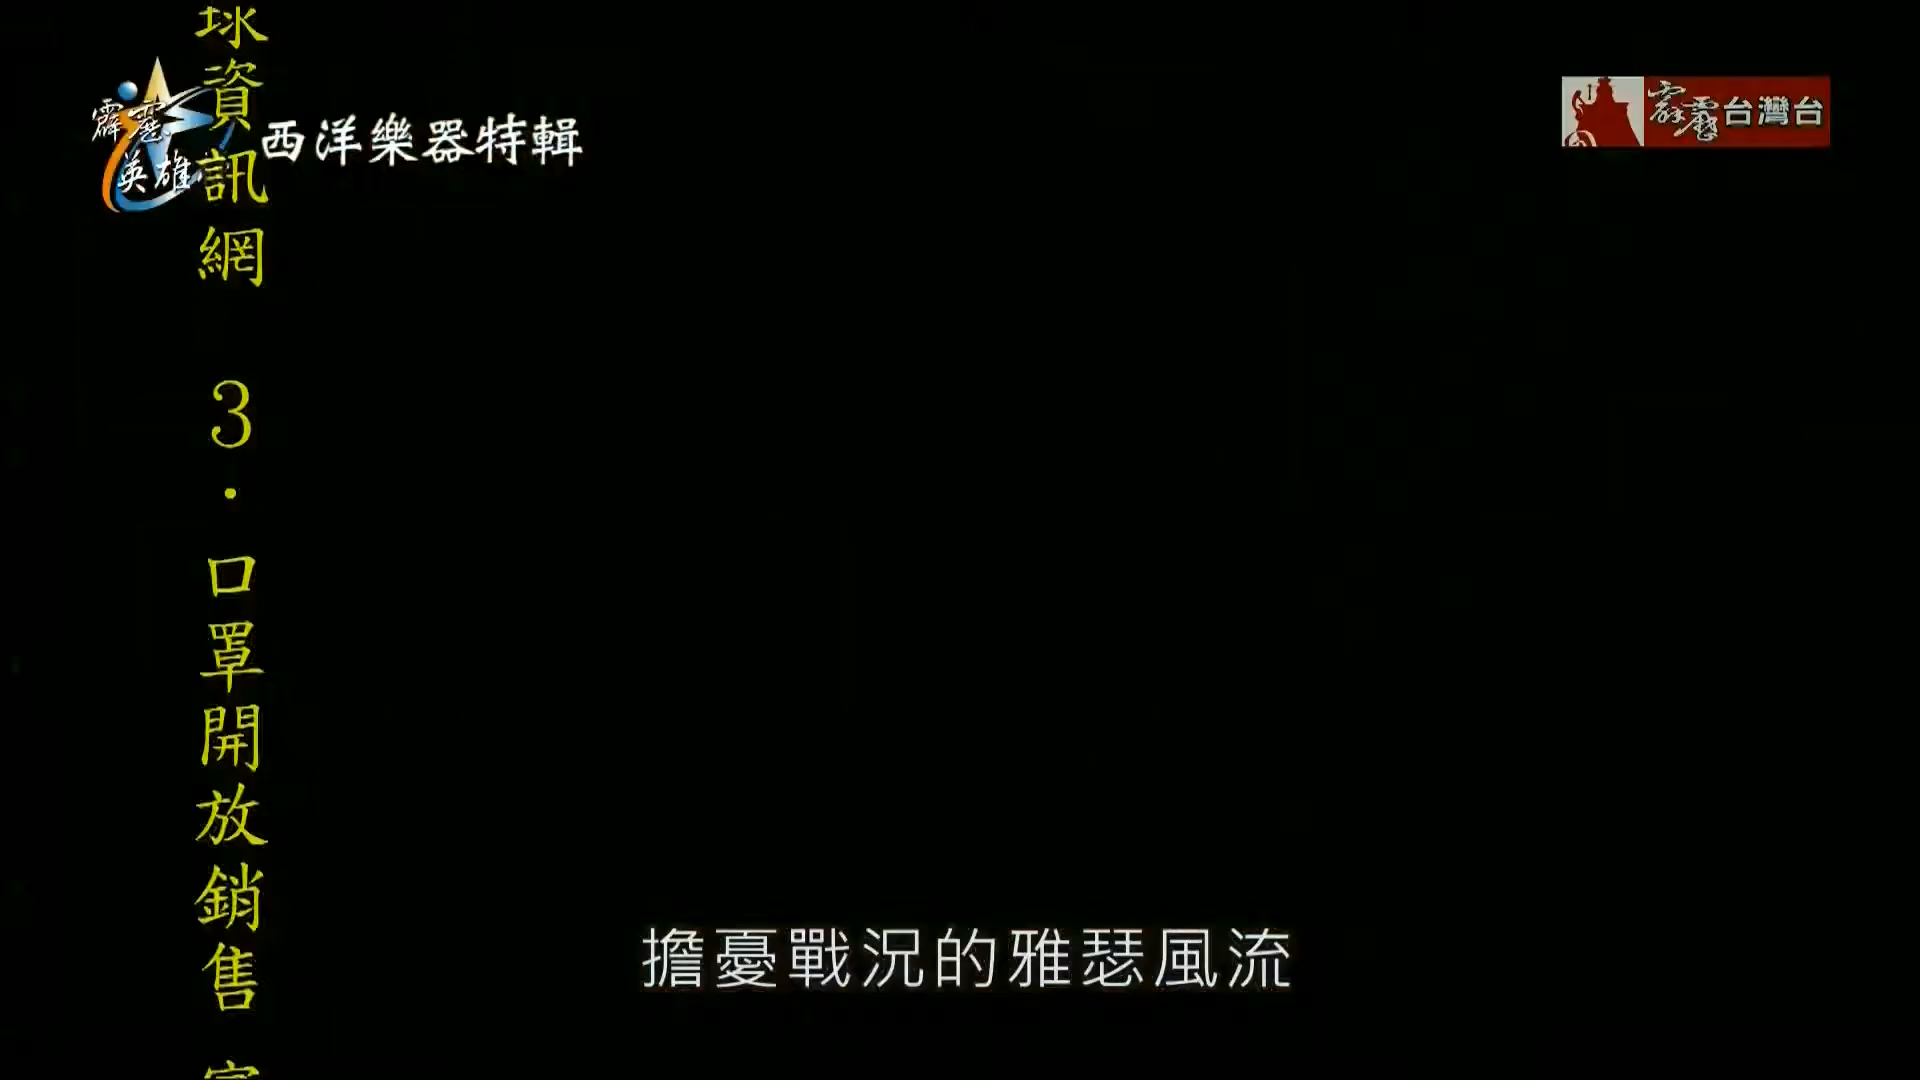 球資訊網 3.口罩開放銷售
霹靂英雄
西洋樂器特輯
霹靂台灣台
擔憂戰況的雅瑟風流